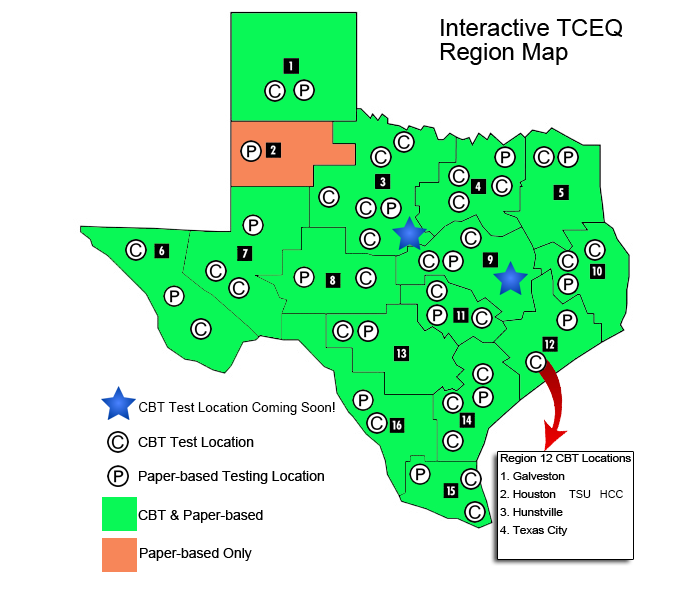 Interactive TCEQ
Region Map
1
C P
P 2
C
C
3
P
C 4 C
C
C P
5
C
C P
C
P
6 C
7
C
C
P
C
P 8 C
C
C P 9
C
C
10
P
C
P 11 C
P
12
C
C P
13
C
C P
14
C
P
C 16
P
15
C
C
CBT Test Location Coming Soon!
C CBT Test Location
P Paper-based Testing Location
CBT & Paper-based
Paper-based Only
Region 12 CBT Locations
1. Galveston
2. Houston TSU HCC
3. Hunstville
4. Texas City